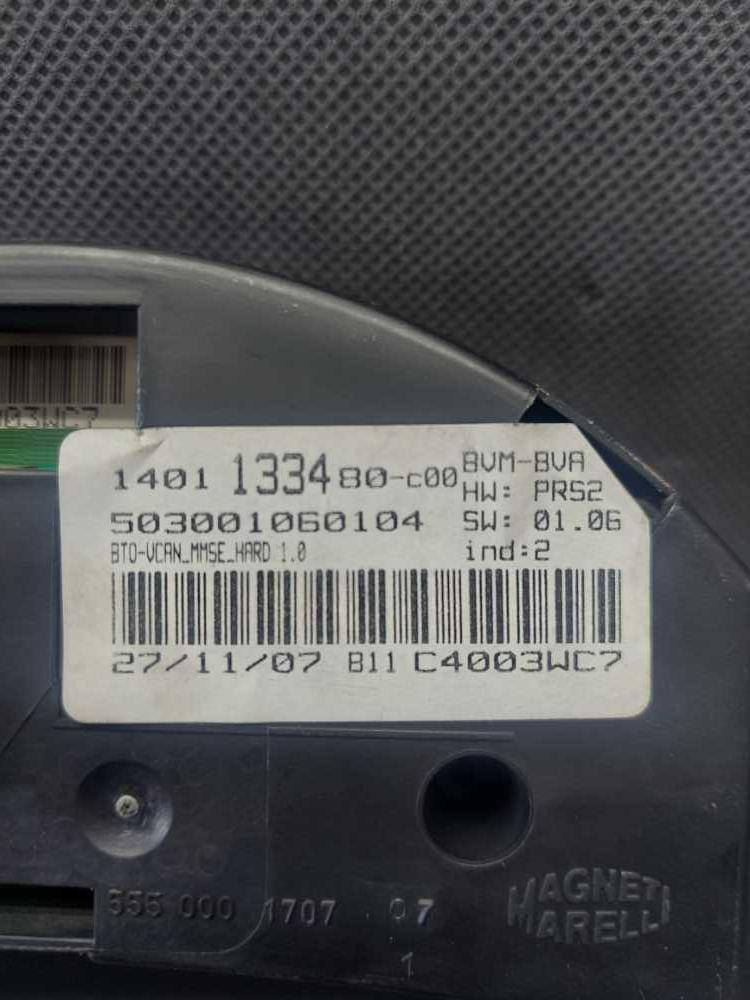 03WC7
1401 133480-c00 BVM-BVA
HW: PRS2
503001060104 SW: 01.06
BTO-VCAN_MMSE_HARD 1.0 ind:2
27/11/07 B11 C4003WC7
555 000 1707 07
MAGNETI
MARELLI
1